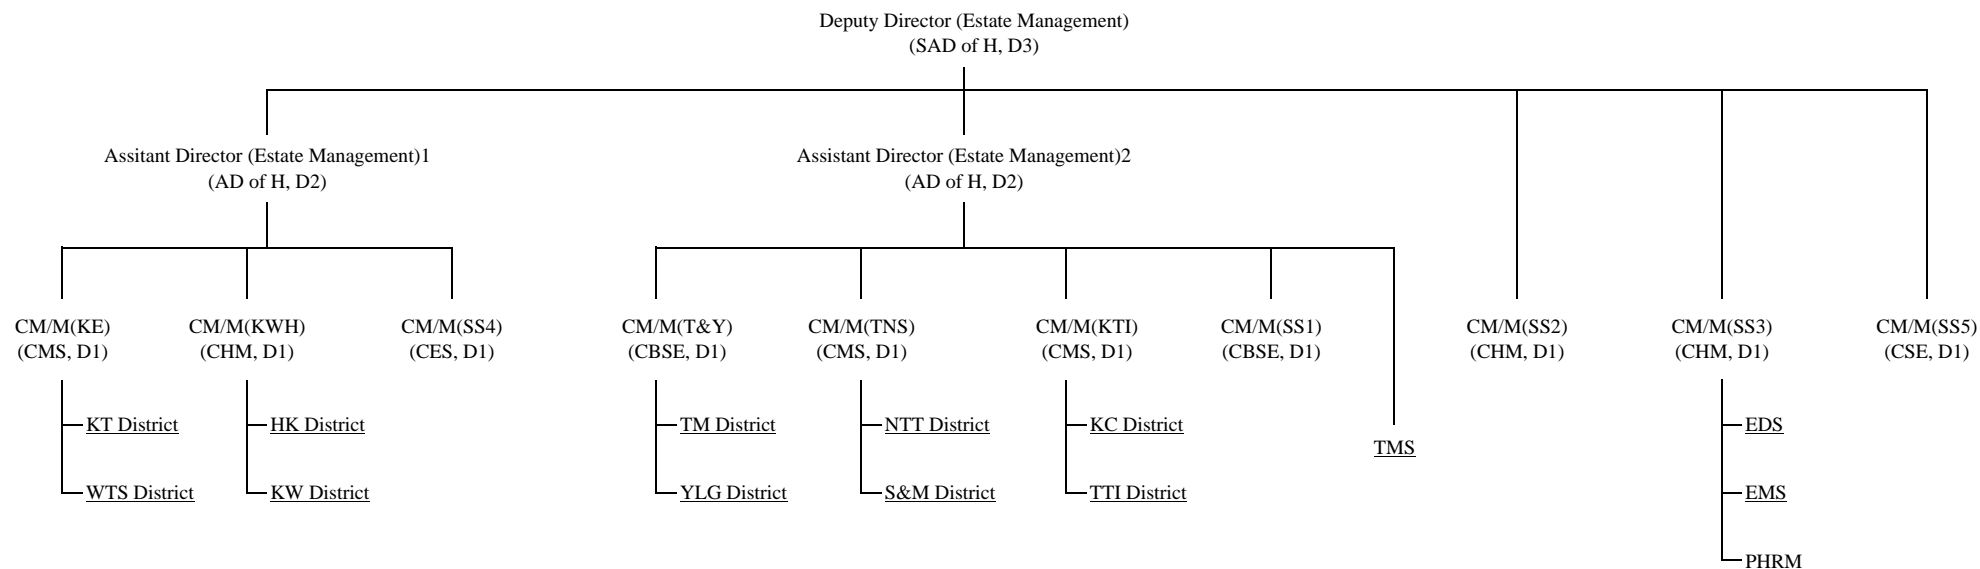 Deputy Director (Estate Management)
(SAD of H, D3)
Assitant Director (Estate Management)1
(AD of H, D2)
Assistant Director (Estate Management)2
(AD of H, D2)
CM/M(KE)
(CMS, D1)
CM/M(KWH)
(CHM, D1)
CM/M(SS4)
(CES, D1)
CM/M(T&Y)
(CBSE, D1)
CM/M(TNS)
(CMS, D1)
CM/M(KTI)
(CMS, D1)
CM/M(SS1)
(CBSE, D1)
CM/M(SS2)
(CHM, D1)
CM/M(SS3)
(CHM, D1)
CM/M(SS5)
(CSE, D1)
KT District
WTS District
HK District
KW District
TM District
YLG District
NTT District
S&M District
KC District
TTI District
TMS
EDS
EMS
PHRM